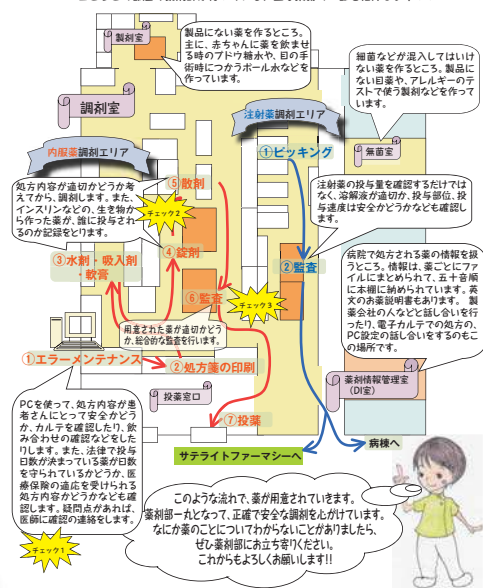 製剤室
製品にない薬を作るところ。
主に、赤ちゃんに薬を飲ませ
る時のブドウ糖水や、目の手
術時につかうボール水などを
作っています。
細菌などが混入してはいけ
ない薬を作るところ。製品に
ない目薬や、アレルギーのテ
ストで使う製剤などを作って
います。
無菌室
調剤室
内服薬調剤エリア
注射薬調剤エリア
①ピッキング
処方内容が適切かどうか考
えてから、調剤します。また、
インスリンなどの、生き物か
ら作った薬が、誰に投与され
るのか記録をとります。
⑤散剤
チェック2
④錠剤
③水剤・吸入剤
・軟膏
注射薬の投与量を確認するだけでは
なく、溶解液が適切か、投与部位、投
与速度は安全かどうかなども確認し
ます。
②監査
⑥監査
チェック3
用意された薬が適切かどう
か、総合的な監査を行います。
病院で処方される薬の情報を扱
うところ。情報は、薬ごとにファ
イルにまとめられて、五十音順
に本棚に納められています。英
文のお薬説明書もあります。 製
薬会社の人などと話し合いを行
ったり、電子カルテでの処方の、
PC設定の話し合いをするのもこ
の場所です。
薬剤情報管理室
(DI室)
①エラーメンテナンス
②処方箋の印刷
投薬窓口
⑦投薬
PCを使って、処方内容が患
者さんにとって安全かどう
か、カルテを確認したり、飲
み合わせの確認などをした
りします。また、法律で投与
日数が決まっている薬が日数
を守られているかどうか、医
療保険の適応を受けられる
処方内容かどうかなども確
認します。疑問点があれば、
医師に確認の連絡をします。
チェック1
サテライトファーマシーへ
病棟へ
このような流れで、薬が用意されていきます。
薬剤部一丸となって、正確で安全な調剤を心がけています。
なにか薬のことについてわからないことがありましたら、
ぜひ薬剤部にお立ち寄りください。
これからもよろしくお願いします!!